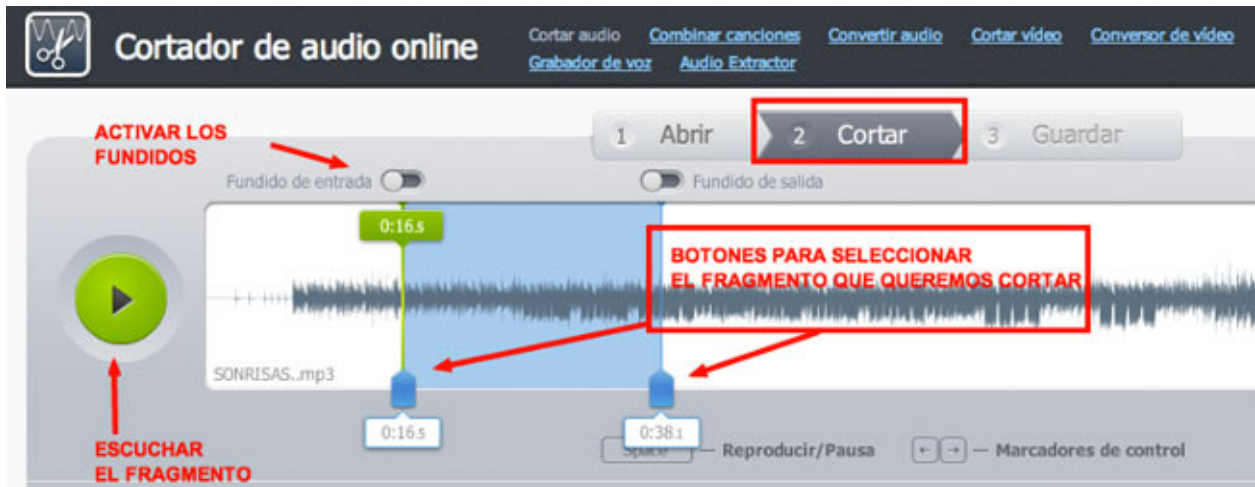 Cortador de audio online
Cortar audio Combinar canciones Convertir audio Cortar vídeo Conversor de vídeo
Grabador de voz Audio Extractor
1 Abrir 2 Cortar 3 Guardar
ACTIVAR LOS
FUNDIDOS
Fundido de entrada Fundido de salida
0:16.5
BOTONES PARA SELECCIONAR
EL FRAGMENTO QUE QUEREMOS CORTAR
SONRISAS..mp3
0:16.5 0:38.1
Space — Reproducir/Pausa ← → — Marcadores de control
ESCUCHAR
EL FRAGMENTO